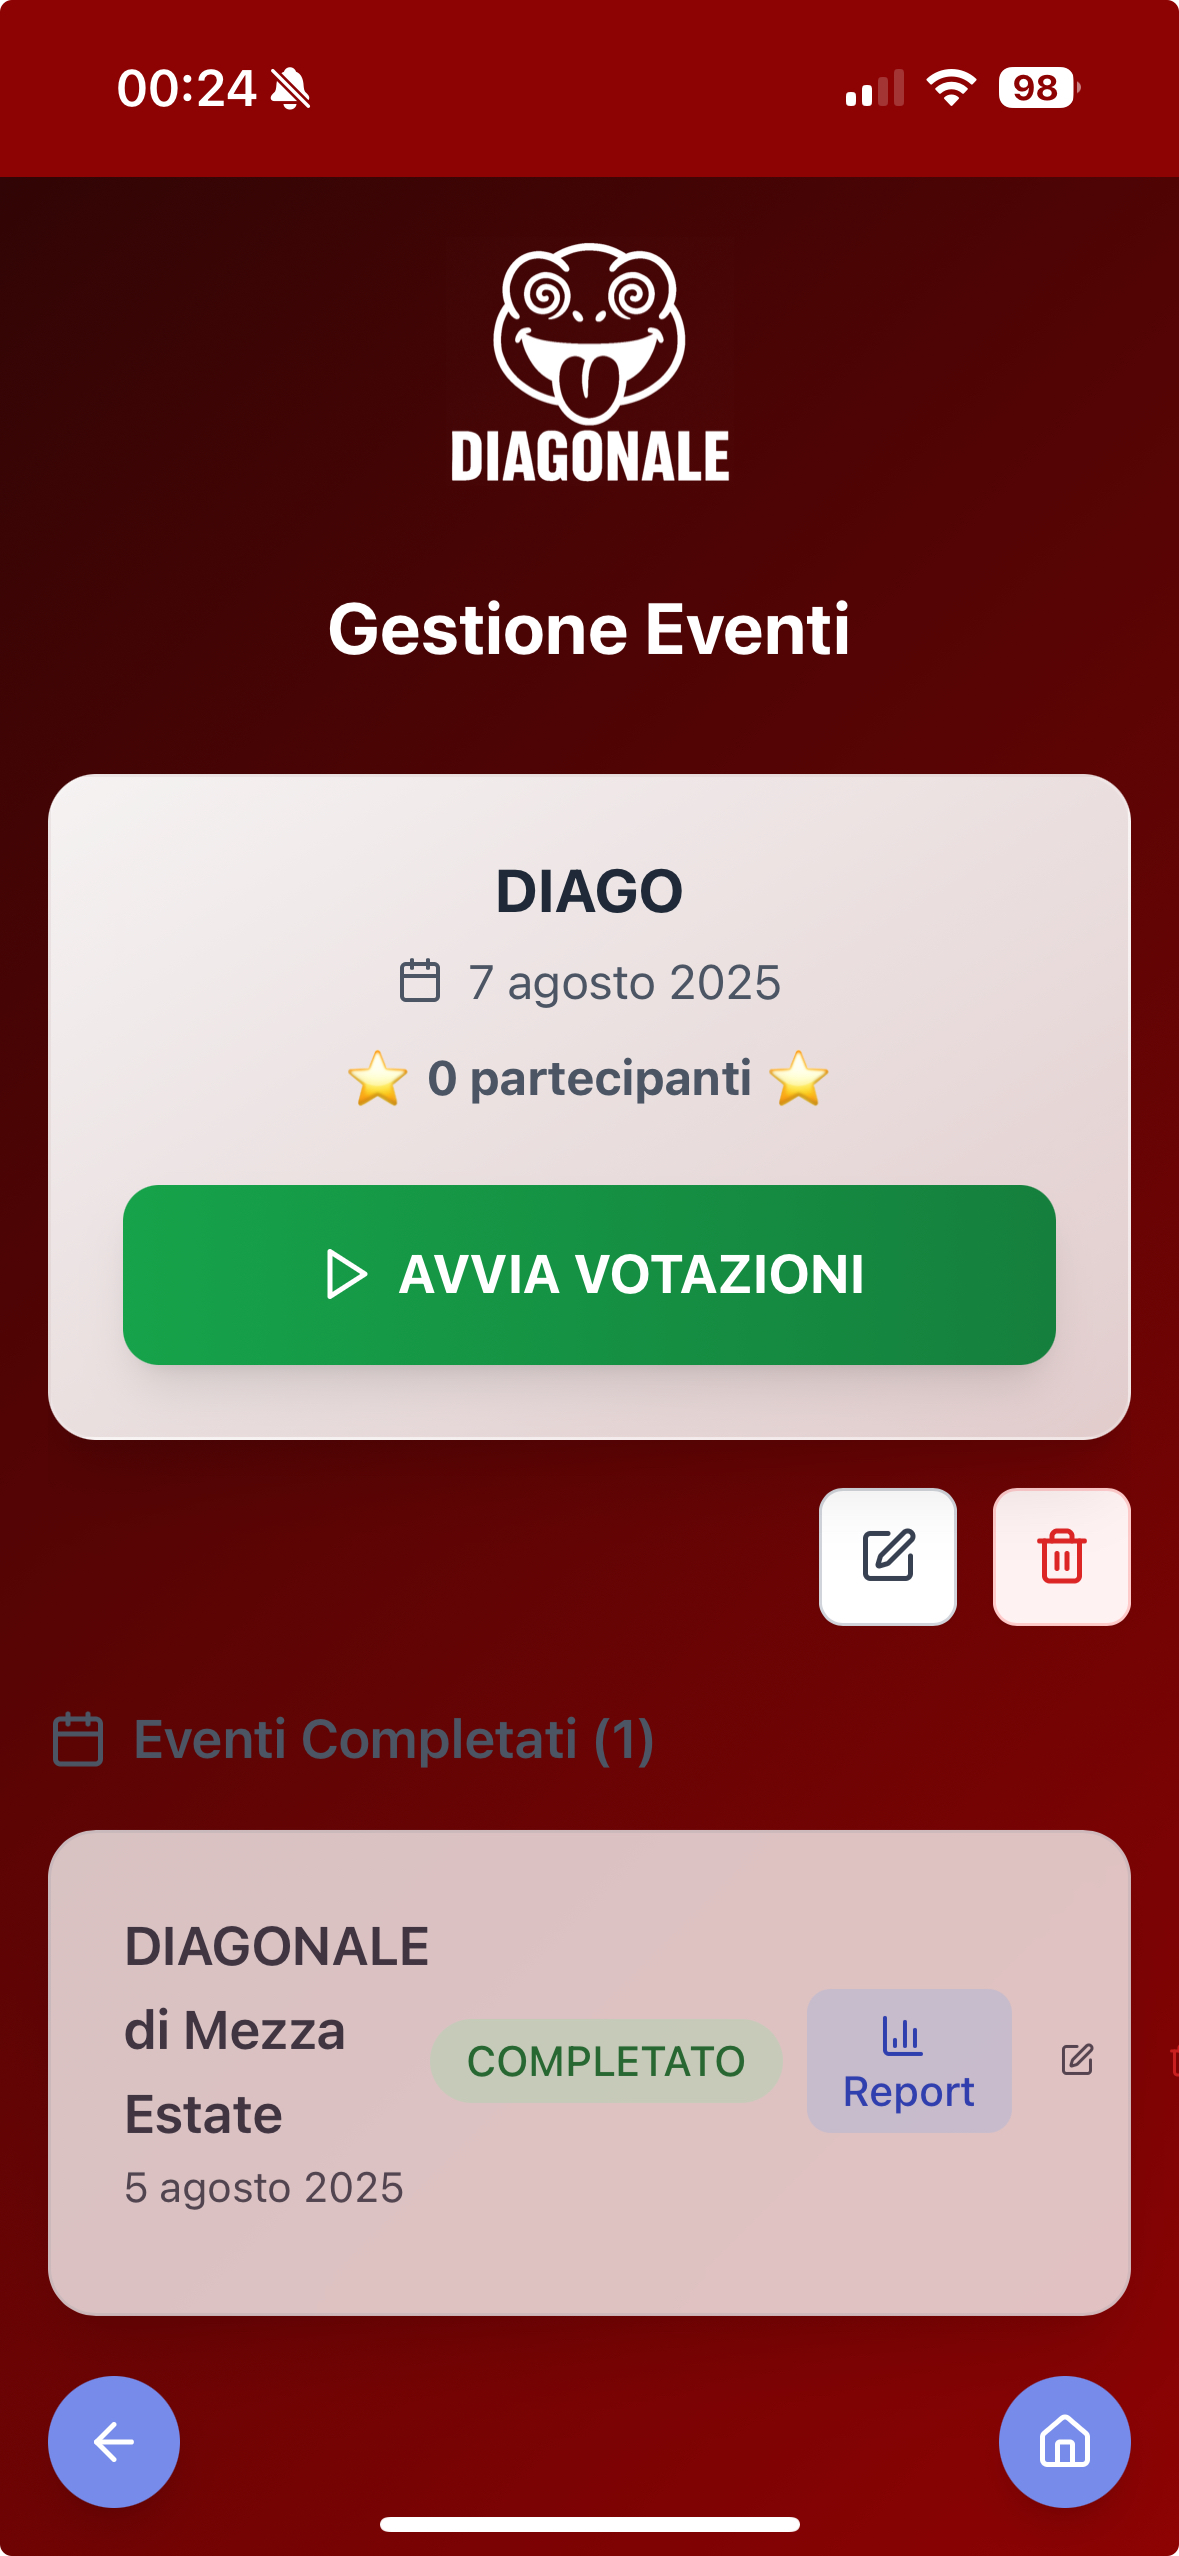 00:24
98
DIAGONALE
Gestione Eventi
DIAGO
7 agosto 2025
⭐ 0 partecipanti ⭐
AVVIA VOTAZIONI
Eventi Completati (1)
DIAGONALE
di Mezza
Estate
5 agosto 2025
COMPLETATO
Report